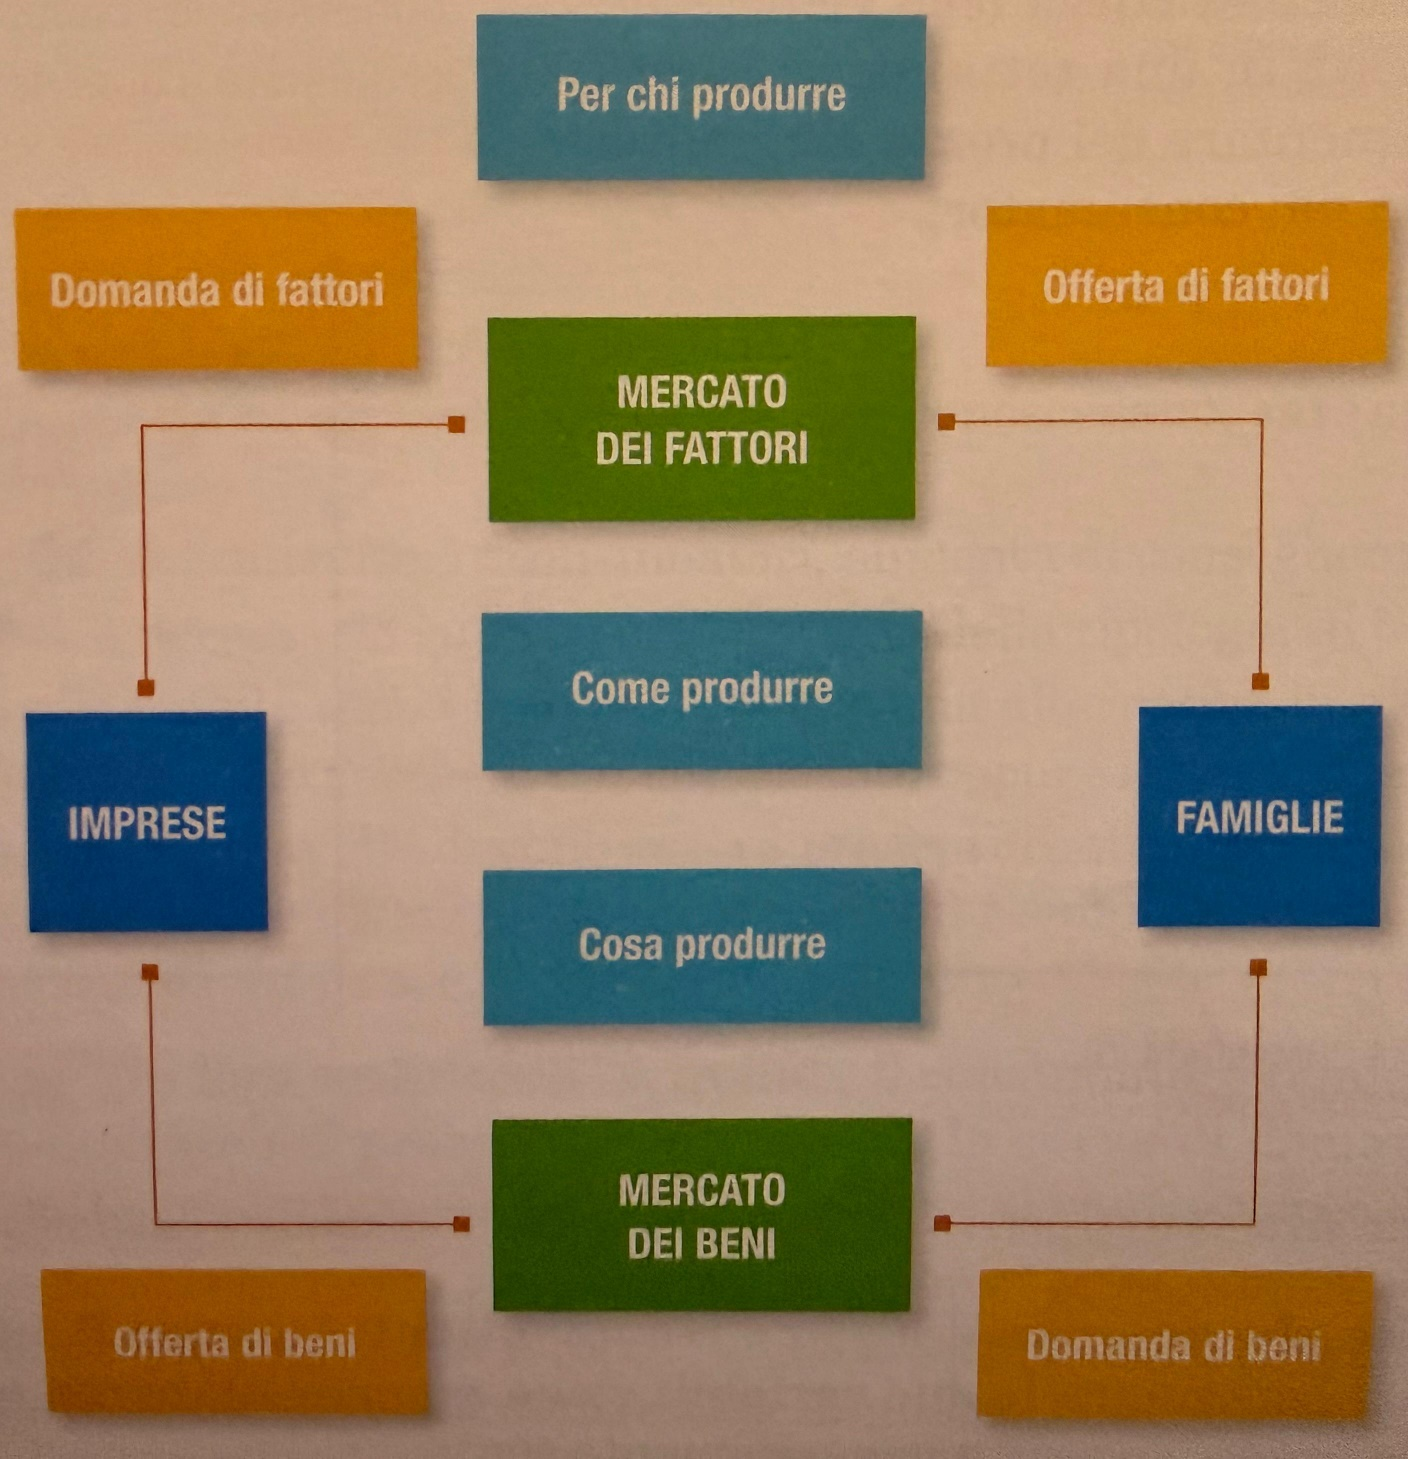 Per chi produrre
Domanda di fattori
Offerta di fattori
MERCATO
DEI FATTORI
Come produrre
IMPRESE
FAMIGLIE
Cosa produrre
MERCATO
DEI BENI
Offerta di beni
Domanda di beni